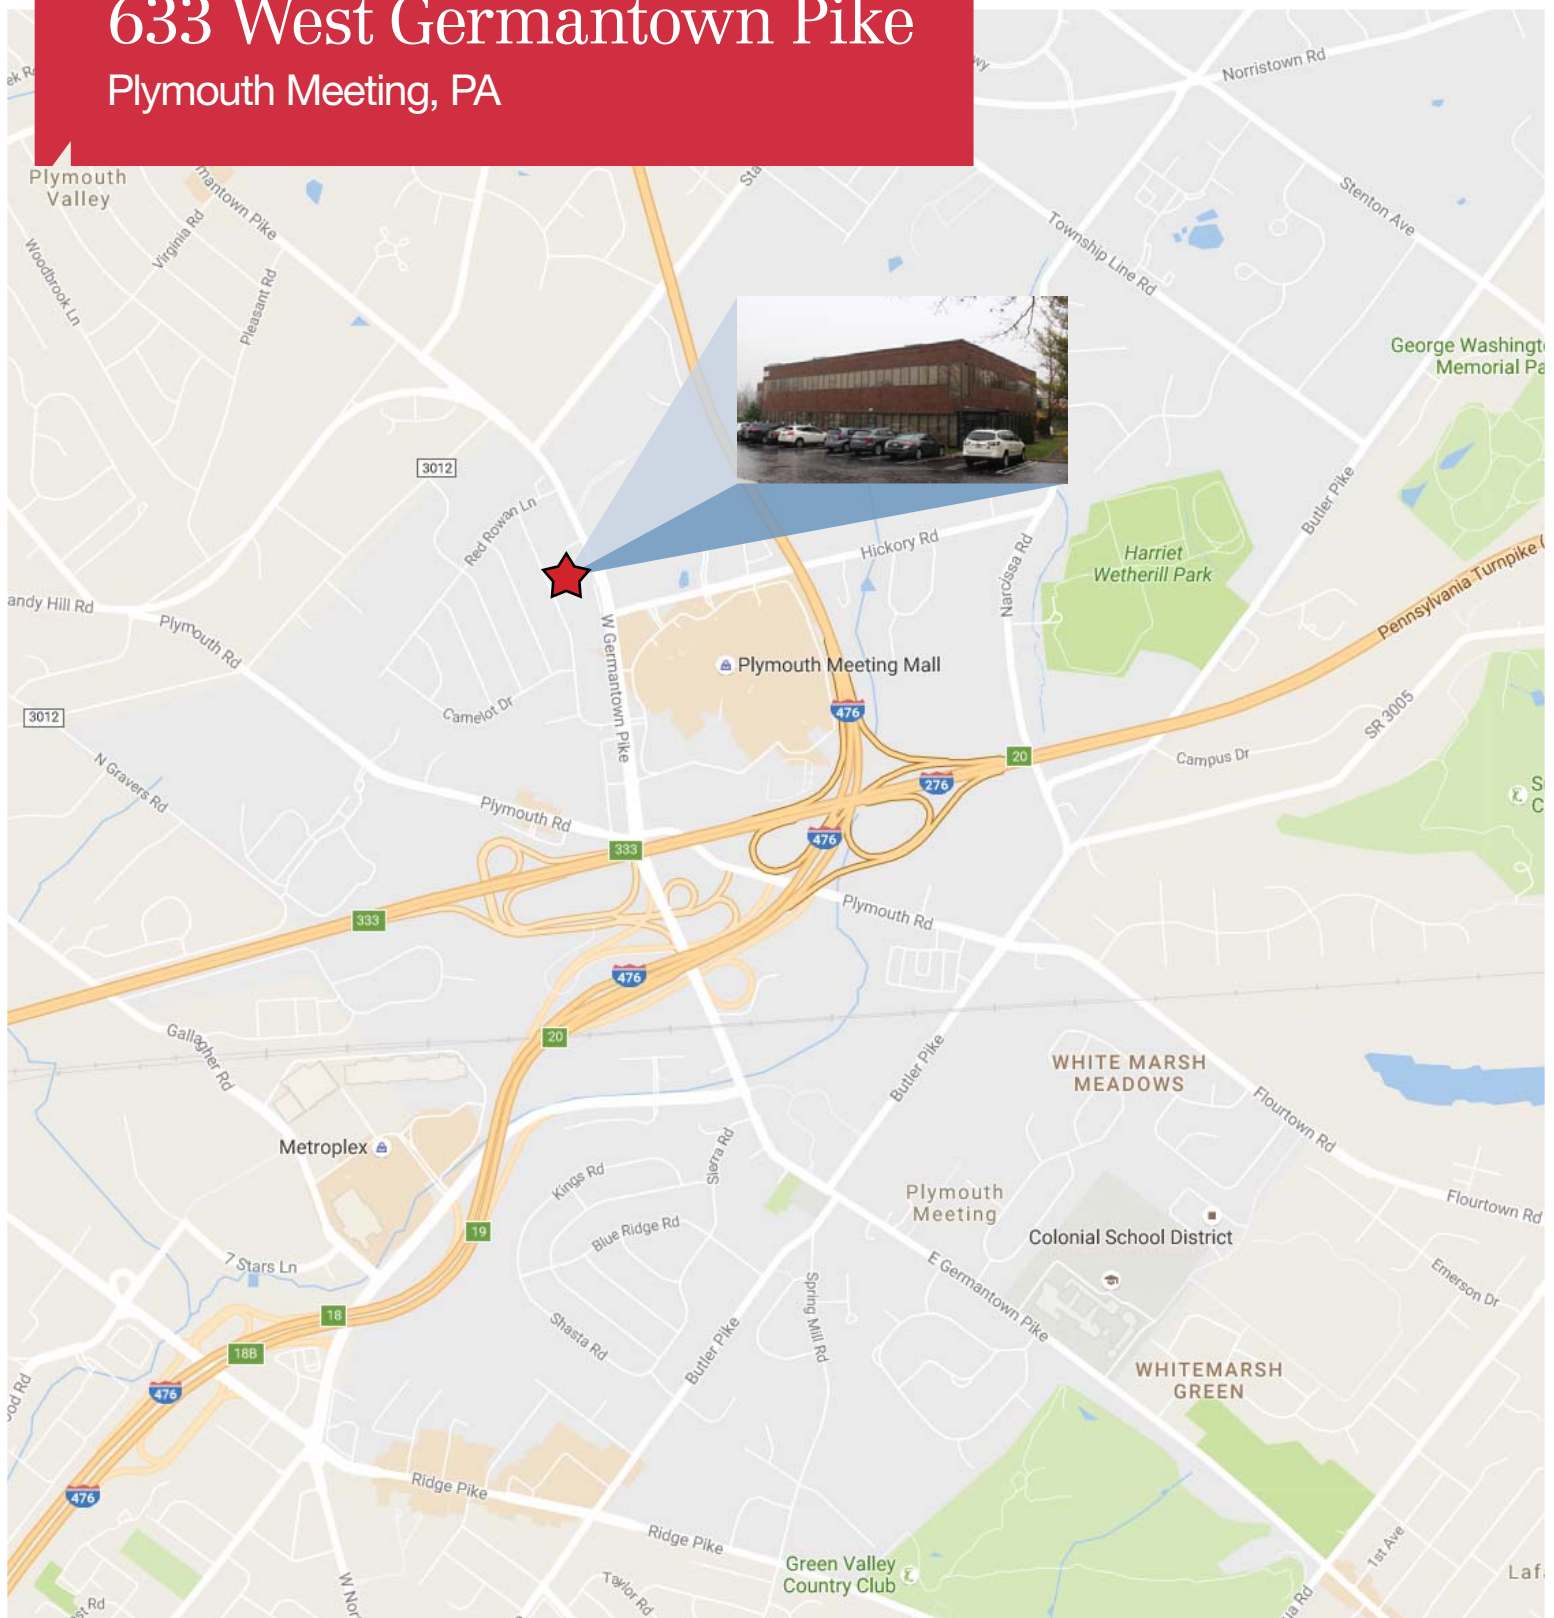 633 West Germantown Pike
Plymouth Meeting, PA
Norristown Rd
Plymouth
Valley
Virginia Rd
Woodbrook Ln
Pleasant Rd
Stenton Ave
Township Line Rd
George Washingt
Memorial Pa
3012
Red Rowan Ln
Butler Pike
Hickory Rd
Narcissa Rd
Harriet
Wetherill Park
Pennsylvania Turnpike
andy Hill Rd
Plymouth Rd
W Germantown Pike
Plymouth Meeting Mall
Camelot Dr
476
3012
SR 3005
N Gravers Rd
20
Campus Dr
276
Plymouth Rd
476
333
333
Plymouth Rd
476
20
Gallagher Rd
Butler Pike
WHITE MARSH
MEADOWS
Flourtown Rd
Metroplex
Sierra Rd
Kings Rd
Plymouth
Meeting
Flourtown Rd
Blue Ridge Rd
19
Colonial School District
7 Stars Ln
E Germantown Pike
Emerson Dr
Spring Mill Rd
18
Shasta Rd
18B
Butler Pike
476
WHITEMARSH
GREEN
Ridge Pike
476
Ridge Pike
1st Ave
Green Valley
Country Club
Taylor Rd
W Nor
Laf